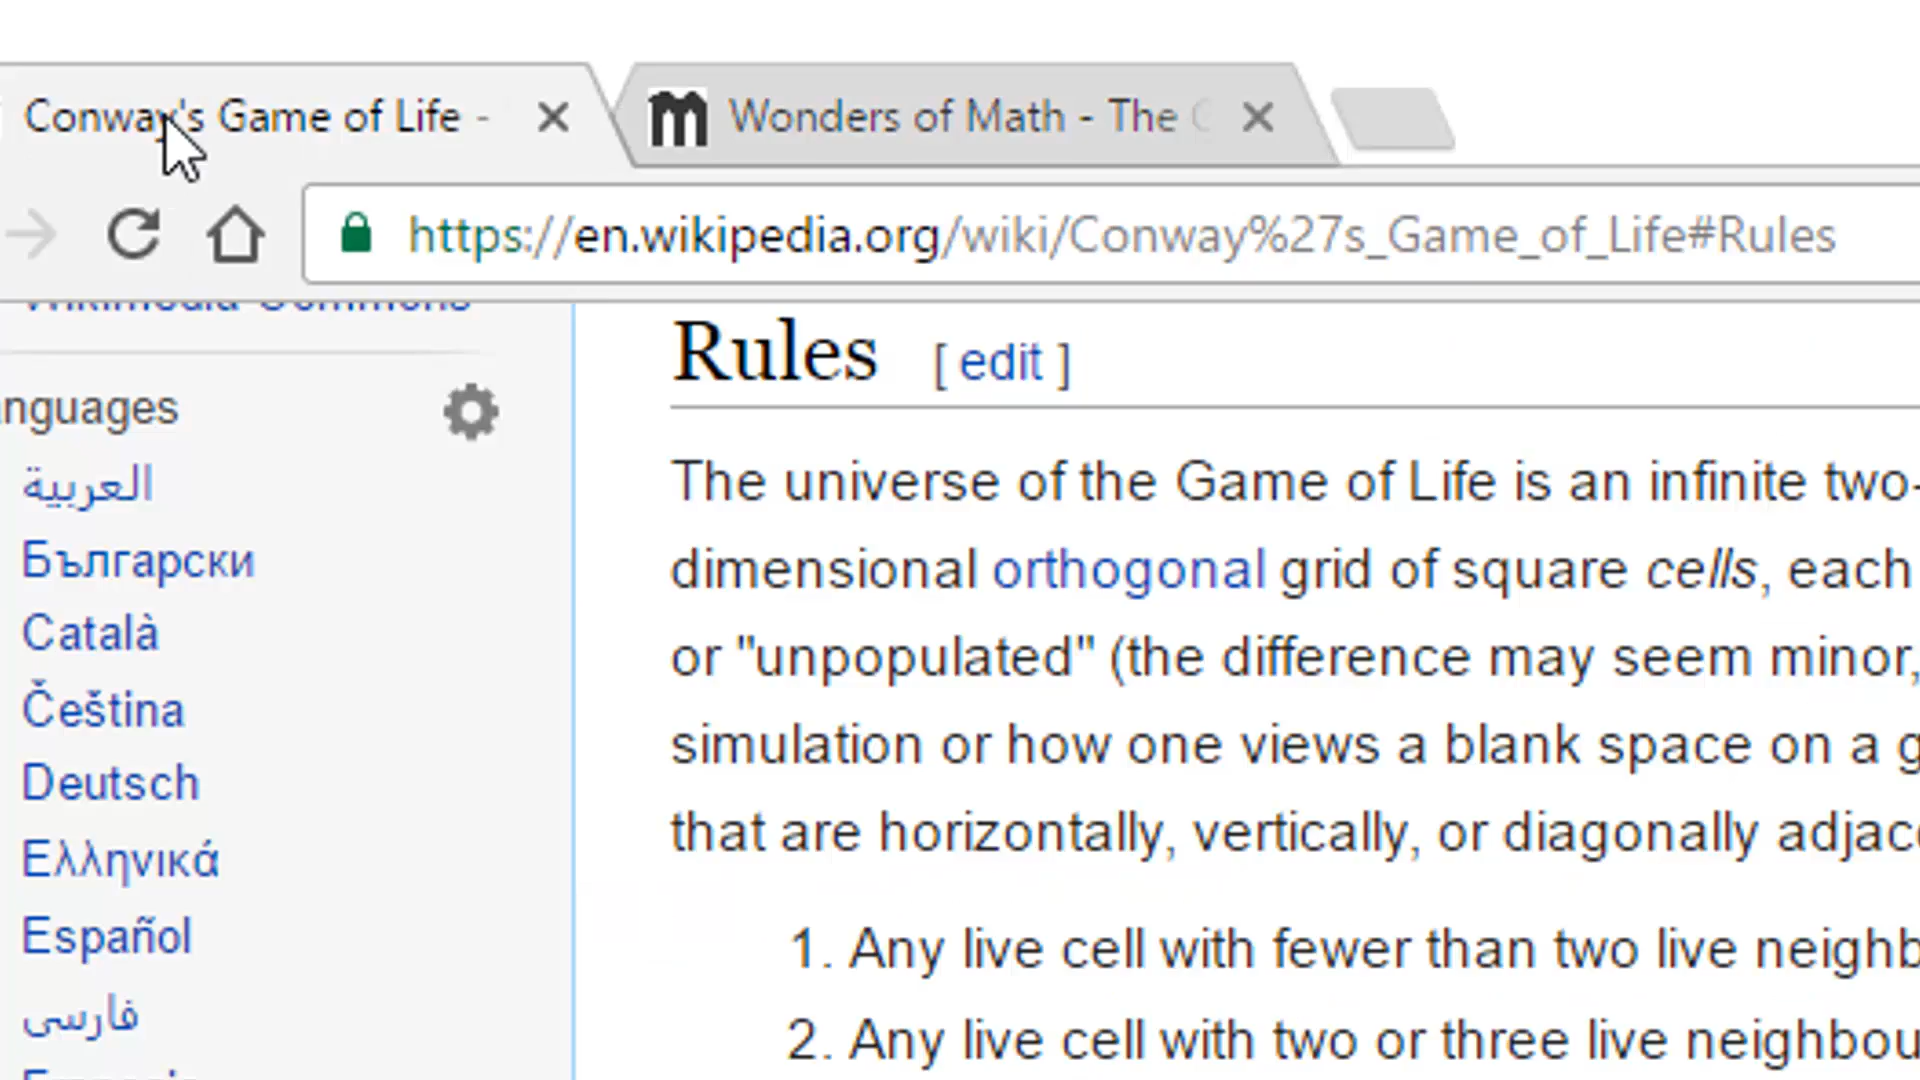 Conway's Game of Life -
Wonders of Math - The
https://en.wikipedia.org/wiki/Conway%27s_Game_of_Life#Rules
Wikimedia Commons
nguages
العربية
Български
Català
Čeština
Deutsch
Ελληνικά
Español
فارسی
Rules [ edit ]
The universe of the Game of Life is an infinite two-
dimensional orthogonal grid of square cells, each
or "unpopulated" (the difference may seem minor,
simulation or how one views a blank space on a g
that are horizontally, vertically, or diagonally adjac
1. Any live cell with fewer than two live neighb
2. Any live cell with two or three live neighbou